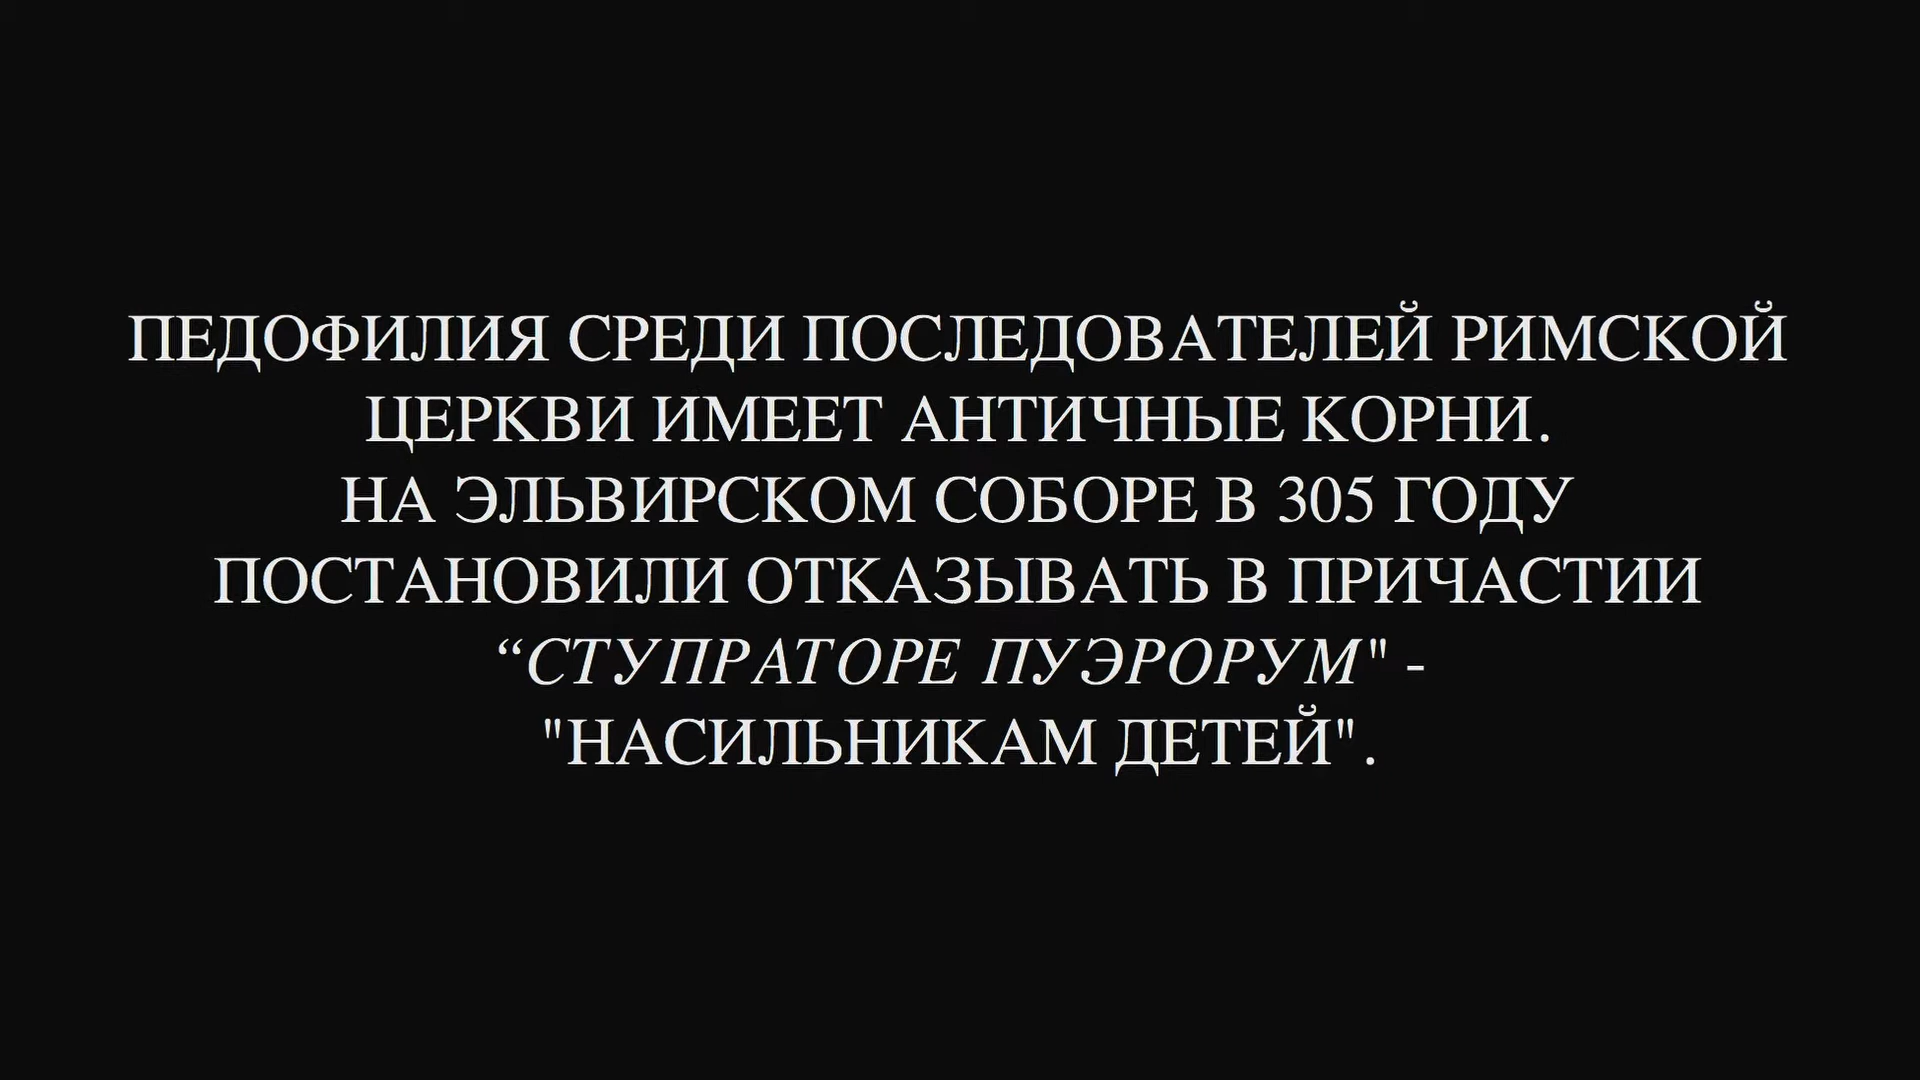 ПЕДОФИЛИЯ СРЕДИ ПОСЛЕДОВАТЕЛЕЙ РИМСКОЙ
ЦЕРКВИ ИМЕЕТ АНТИЧНЫЕ КОРНИ.
НА ЭЛЬВИРСКОМ СОБОРЕ В 305 ГОДУ
ПОСТАНОВИЛИ ОТКАЗЫВАТЬ В ПРИЧАСТИИ
“СТУПРАТОРЕ ПУЭРОРУМ" -
"НАСИЛЬНИКАМ ДЕТЕЙ".